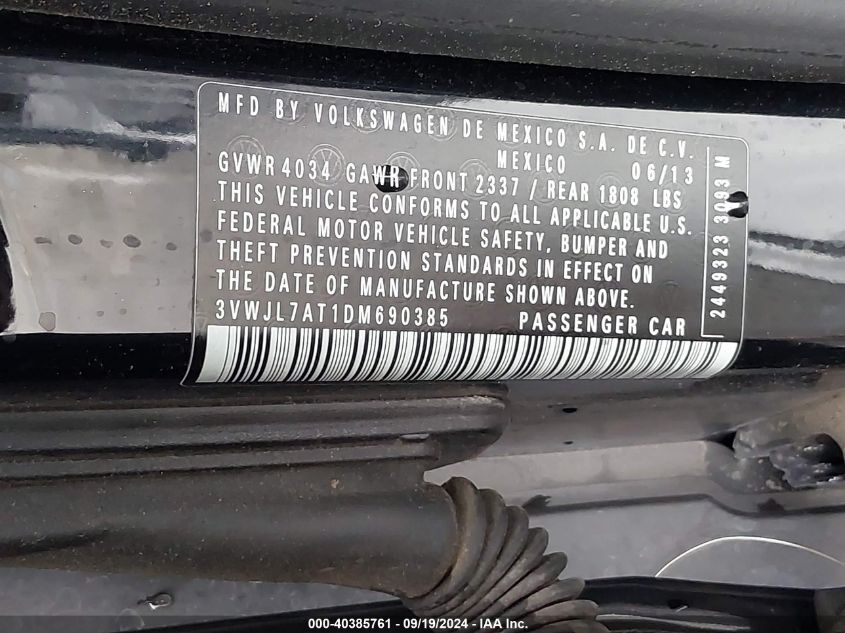 MFD BY VOLKSWAGEN DE MEXICO S.A. DE C.V.
MEXICO 06/13
GVWR 4034 GAWR FRONT 2337 / REAR 1808 LBS
THIS VEHICLE CONFORMS TO ALL APPLICABLE U.S.
FEDERAL MOTOR VEHICLE SAFETY, BUMPER AND
THEFT PREVENTION STANDARDS IN EFFECT ON
THE DATE OF MANUFACTURE SHOWN ABOVE.
3VWJL7AT1DM690385 PASSENGER CAR
2449323 3093 M
000-40385761 - 09/19/2024 - IAA Inc.